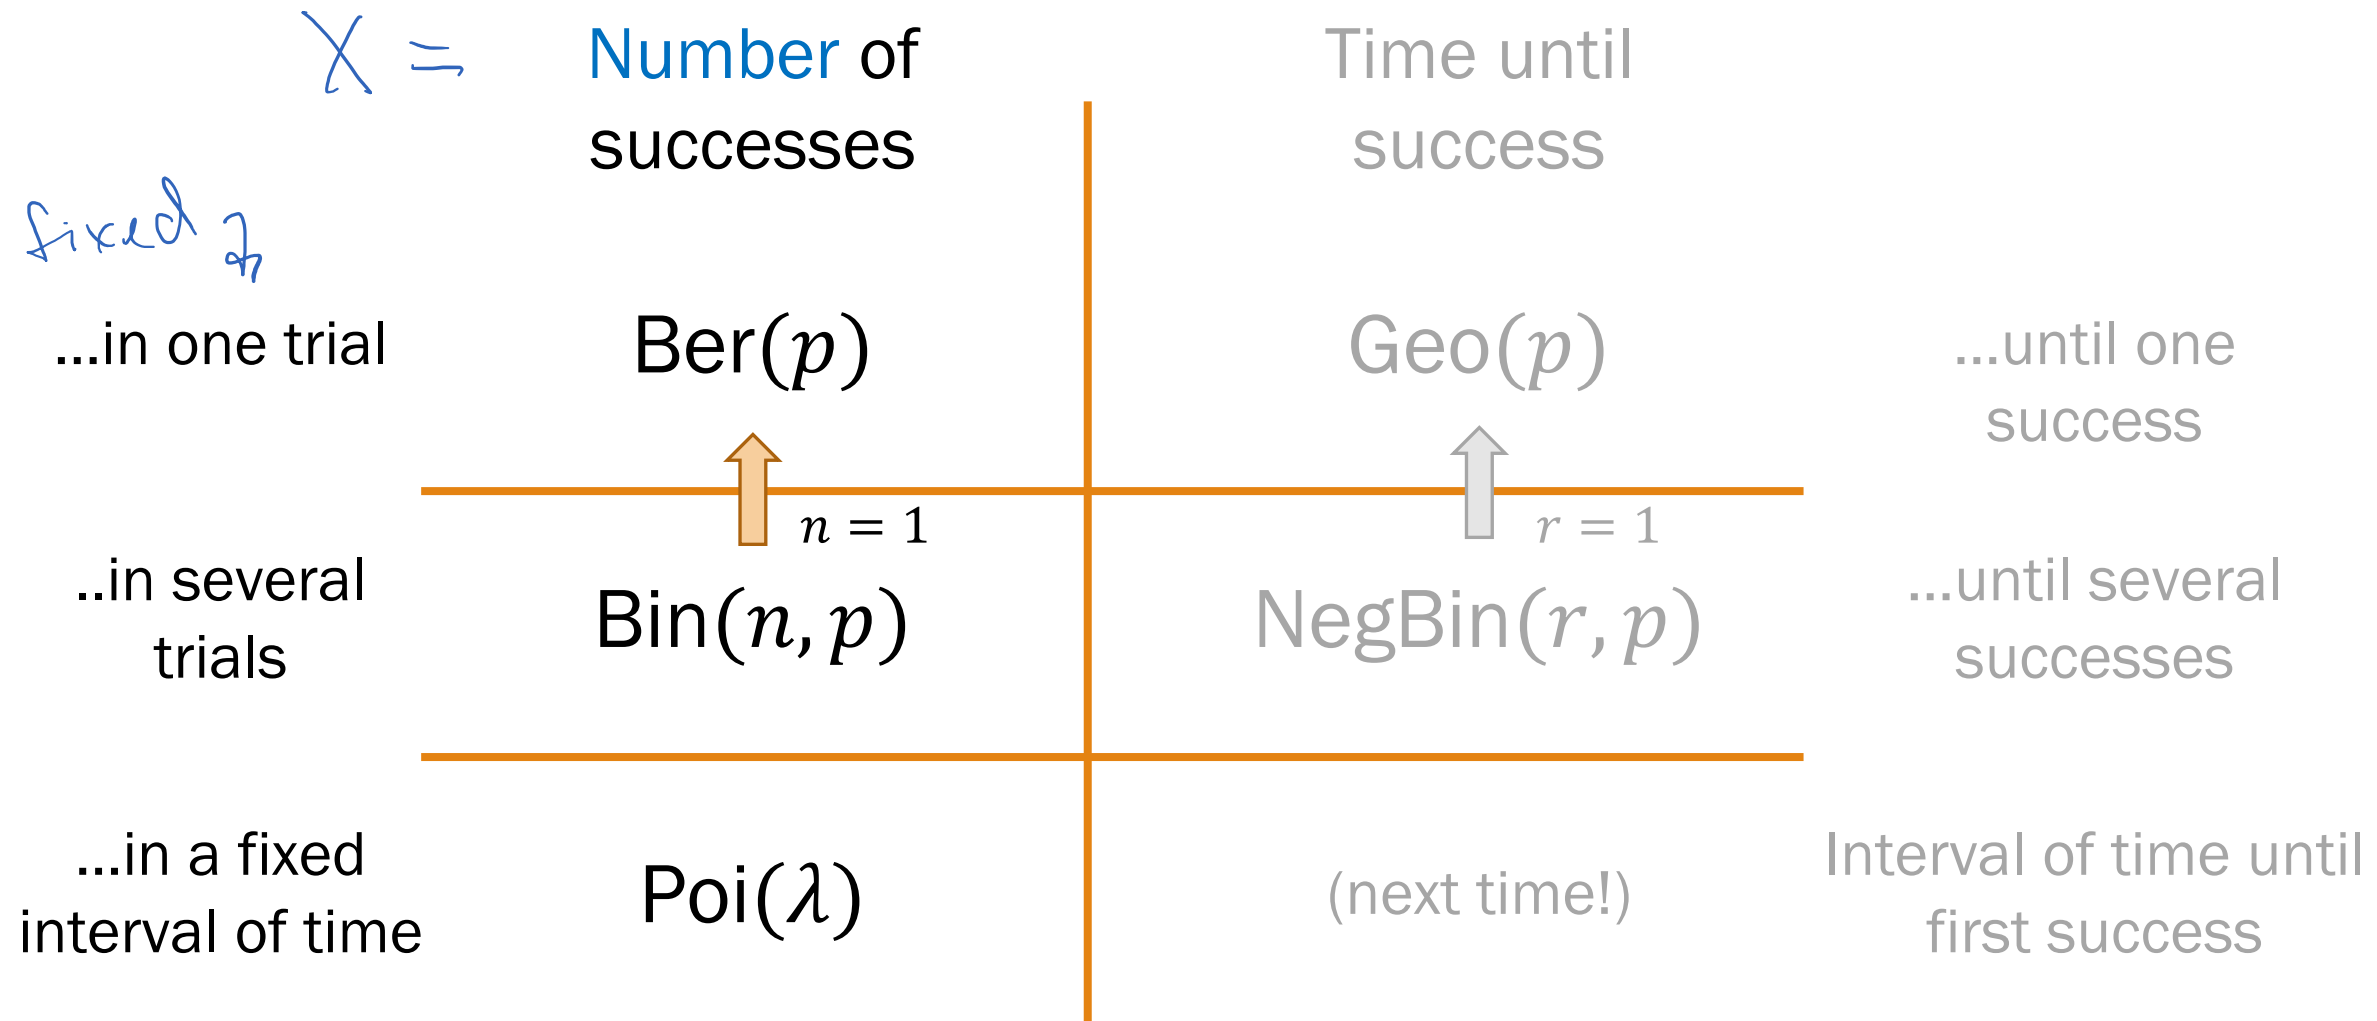 X = Number of
successes
Time until
success
fixed
...in one trial
Ber(p)
Geo(p)
...until one
success
n = 1
r = 1
..in several
trials
Bin(n, p)
NegBin(r, p)
...until several
successes
...in a fixed
interval of time
Poi(λ)
(next time!)
Interval of time until
first success